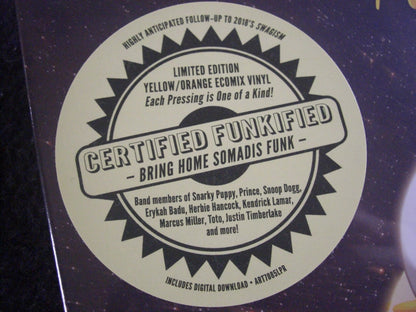 HIGHLY ANTICIPATED FOLLOW-UP TO 2018'S SWAGISM
LIMITED EDITION
YELLOW/ORANGE ECOMIX VINYL
Each Pressing is One of a Kind!
CERTIFIED FUNKIFIED
– BRING HOME SOMADIS FUNK –
Band members of Snarky Puppy, Prince, Snoop Dogg,
Erykah Badu, Herbie Hancock, Kendrick Lamar,
Marcus Miller, Toto, Justin Timberlake
and more!
INCLUDES DIGITAL DOWNLOAD • ART7085LPR